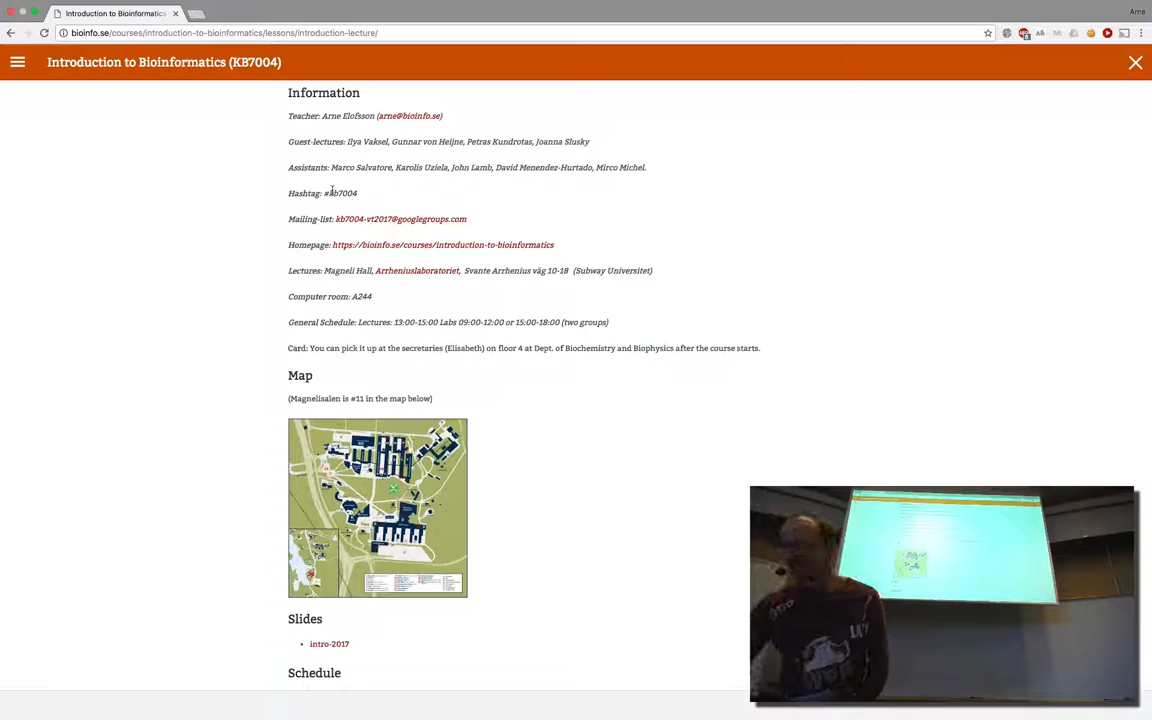 Introduction to Bioinformatics
Arne
bioinfo.se/courses/introduction-to-bioinformatics/lessons/introduction-lecture/
Introduction to Bioinformatics (KB7004)
Information
Teacher: Arne Elofsson (arne@bioinfo.se)
Guest-lectures: Ilya Vaksel, Gunnar von Heijne, Petras Kundrotas, Joanna Slusky
Assistants: Marco Salvatore, Karolis Uziela, John Lamb, David Menendez-Hurtado, Mirco Michel.
Hashtag: #kb7004
Mailing-list: kb7004-vt2017@googlegroups.com
Homepage: https://bioinfo.se/courses/introduction-to-bioinformatics
Lectures: Magneli Hall, Arrheniuslaboratoriet, Svante Arrhenius väg 10-18 (Subway Universitet)
Computer room: A244
General Schedule: Lectures: 13:00-15:00 Labs 09:00-12:00 or 15:00-18:00 (two groups)
Card: You can pick it up at the secretaries (Elisabeth) on floor 4 at Dept. of Biochemistry and Biophysics after the course starts.
Map
(Magnelisalen is #11 in the map below)
Slides
• intro-2017
Schedule